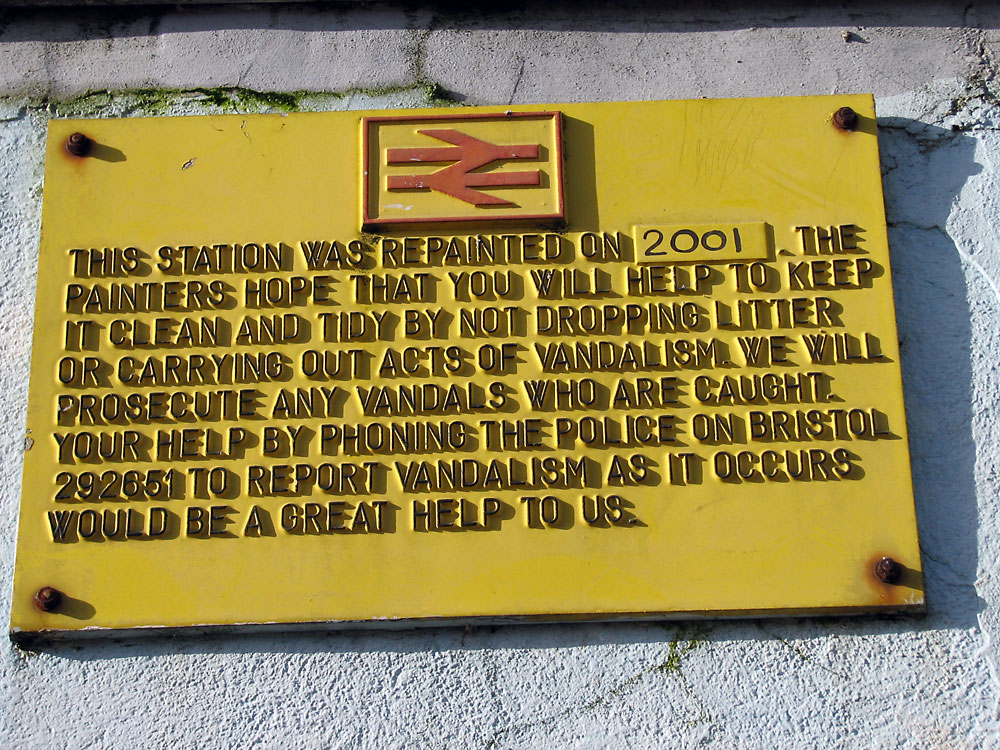 THIS STATION WAS REPAINTED ON 2001 . THE
PAINTERS HOPE THAT YOU WILL HELP TO KEEP
IT CLEAN AND TIDY BY NOT DROPPING LITTER
OR CARRYING OUT ACTS OF VANDALISM. WE WILL
PROSECUTE ANY VANDALS WHO ARE CAUGHT.
YOUR HELP BY PHONING THE POLICE ON BRISTOL
292651 TO REPORT VANDALISM AS IT OCCURS
WOULD BE A GREAT HELP TO US.